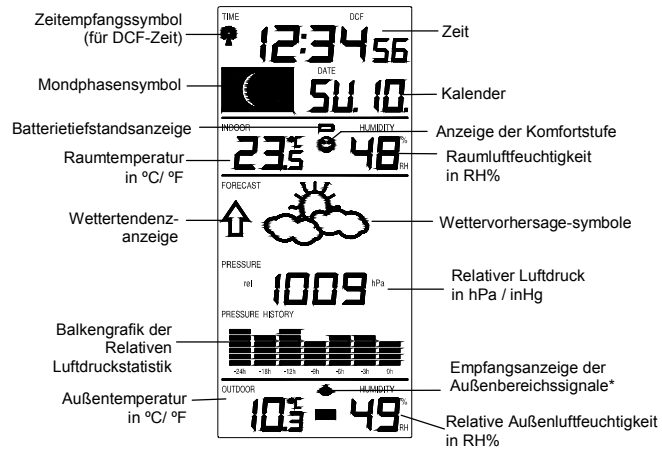 Zeitempfangssymbol
(für DCF-Zeit)
TIME
DCF
12:34 56
Zeit
Mondphasensymbol
DATE
SU. 10.
Kalender
Batterietiefstandsanzeige
INDOOR
HUMIDITY
Anzeige der Komfortstufe
Raumtemperatur
in ºC/ ºF
23.5 °C
48 %
RH
Raumluftfeuchtigkeit
in RH%
FORECAST
Wettertendenz-
anzeige
Wettervorhersage-symbole
PRESSURE
rel
1009 hPa
Relativer Luftdruck
in hPa / inHg
PRESSURE HISTORY
Balkengrafik der
Relativen
Luftdruckstatistik
-24h -18h -12h -9h -6h -3h 0h
Empfangsanzeige der
Außenbereichssignale*
OUTDOOR
HUMIDITY
Außentemperatur
in ºC/ ºF
10.3 °C
49 %
RH
Relative Außenluftfeuchtigkeit
in RH%